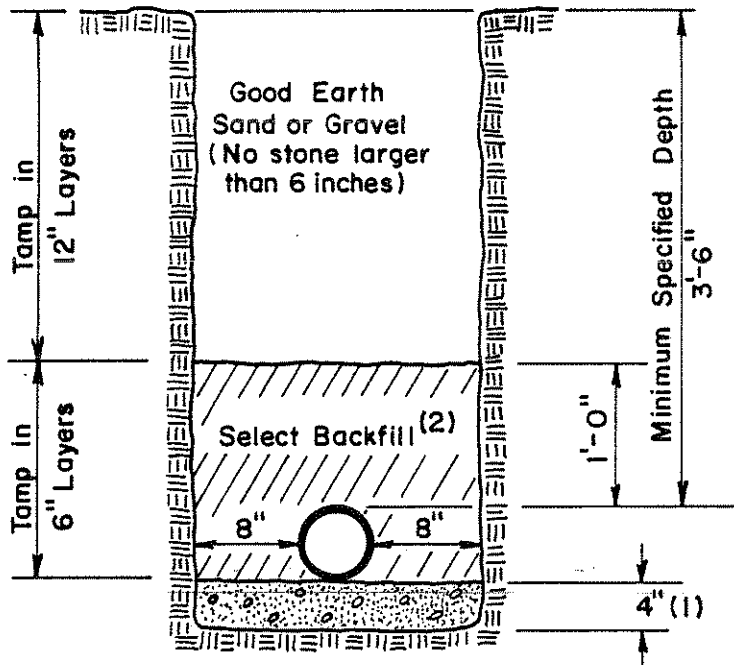 Good Earth
Sand or Gravel
(No stone larger
than 6 inches)
Tamp in
12" Layers
Minimum Specified Depth
3'-6"
Select Backfill (2)
1'-0"
Tamp in
6" Layers
8"
8"
4" (1)